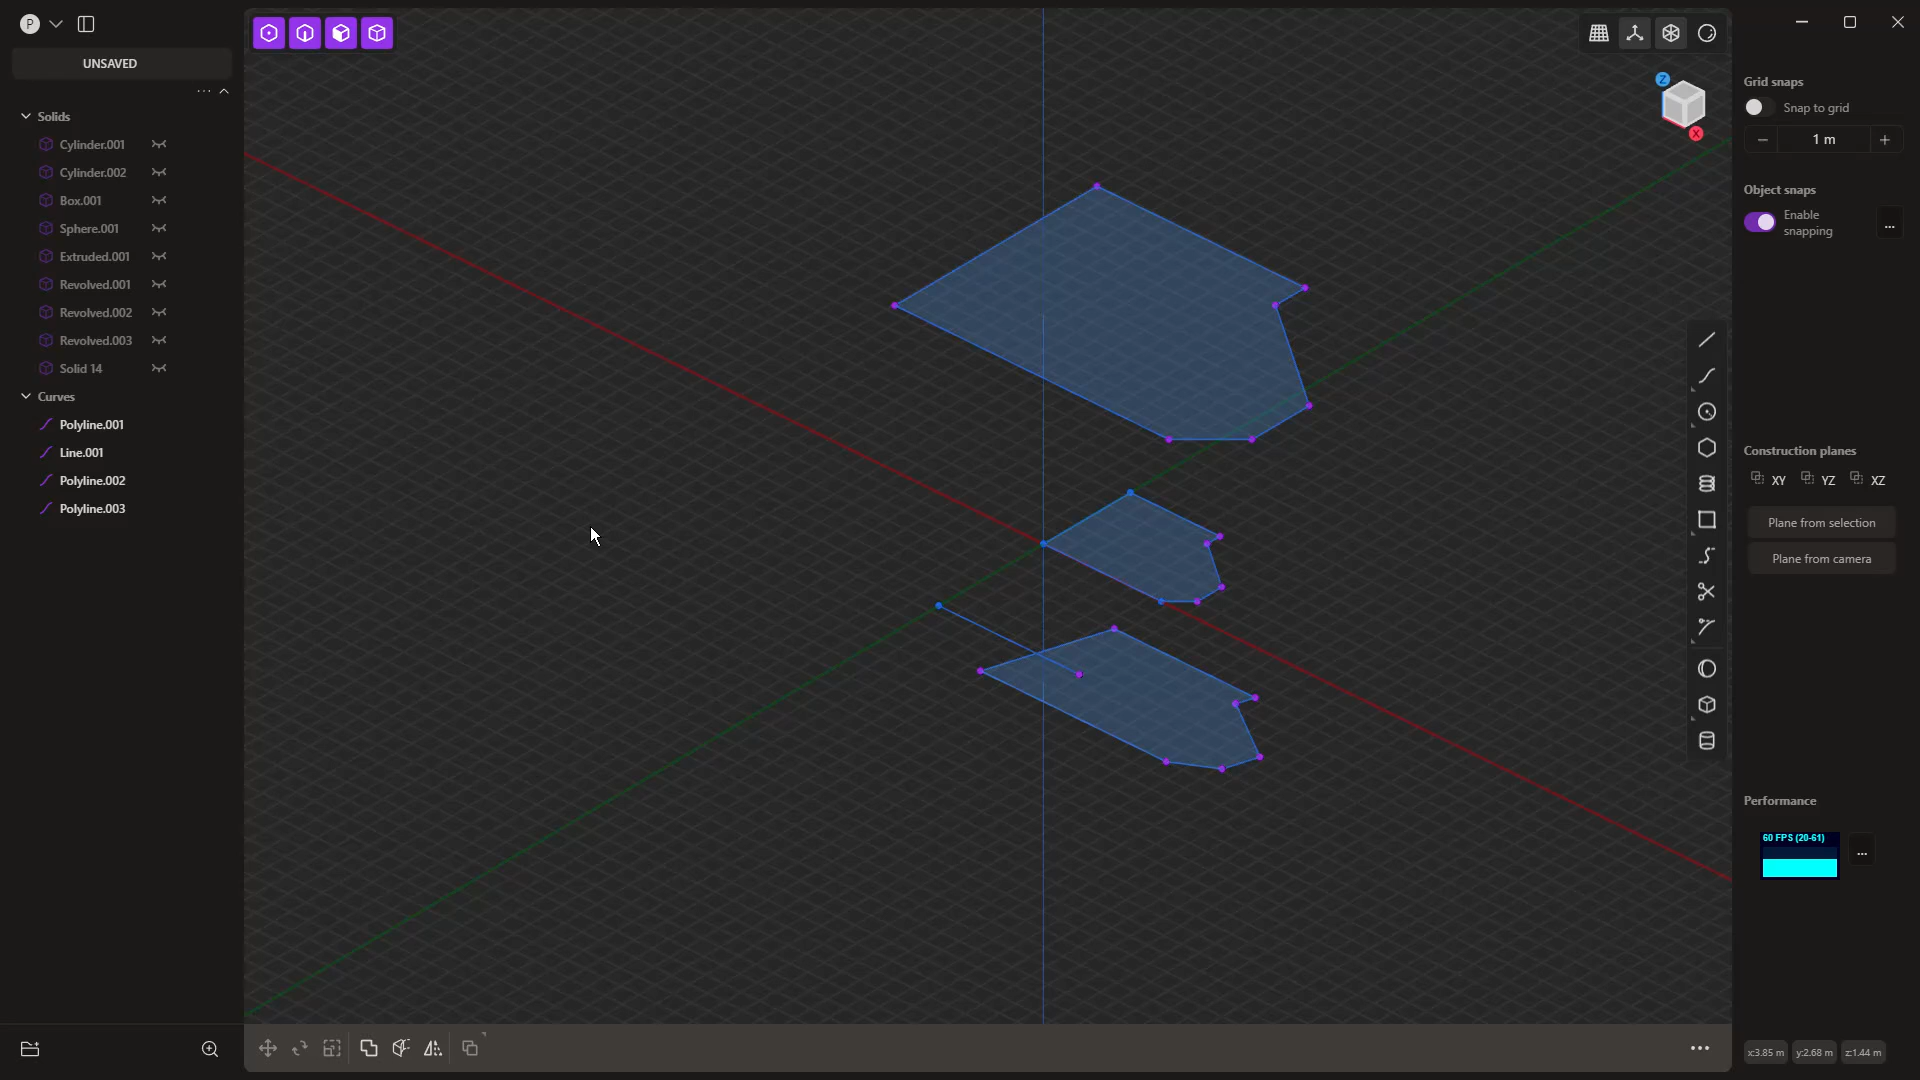 P
UNSAVED
Solids
Cylinder.001
Cylinder.002
Box.001
Sphere.001
Extruded.001
Revolved.001
Revolved.002
Revolved.003
Solid 14
Curves
Polyline.001
Line.001
Polyline.002
Polyline.003
Z
X
Grid snaps
Snap to grid
1 m
Object snaps
Enable
snapping
...
Construction planes
XY YZ XZ
Plane from selection
Plane from camera
Performance
60 FPS (20-61)
...
x:3.85 m y:2.68 m z:1.44 m